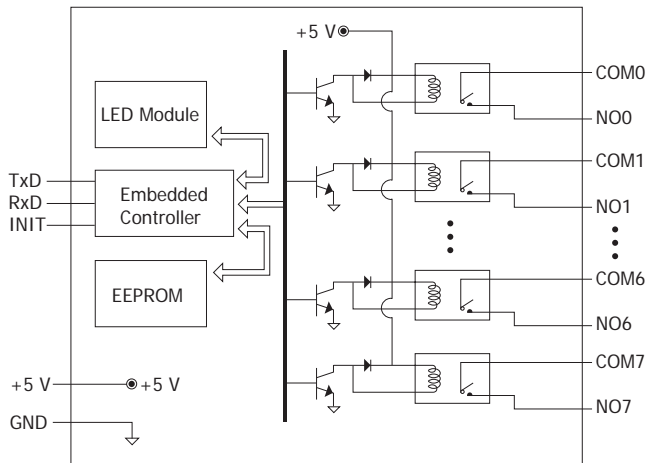 +5 V
COM0
LED Module
NO0
COM1
TxD
Embedded
Controller
RxD
NO1
INIT
COM6
EEPROM
NO6
COM7
+5 V
+5 V
NO7
GND